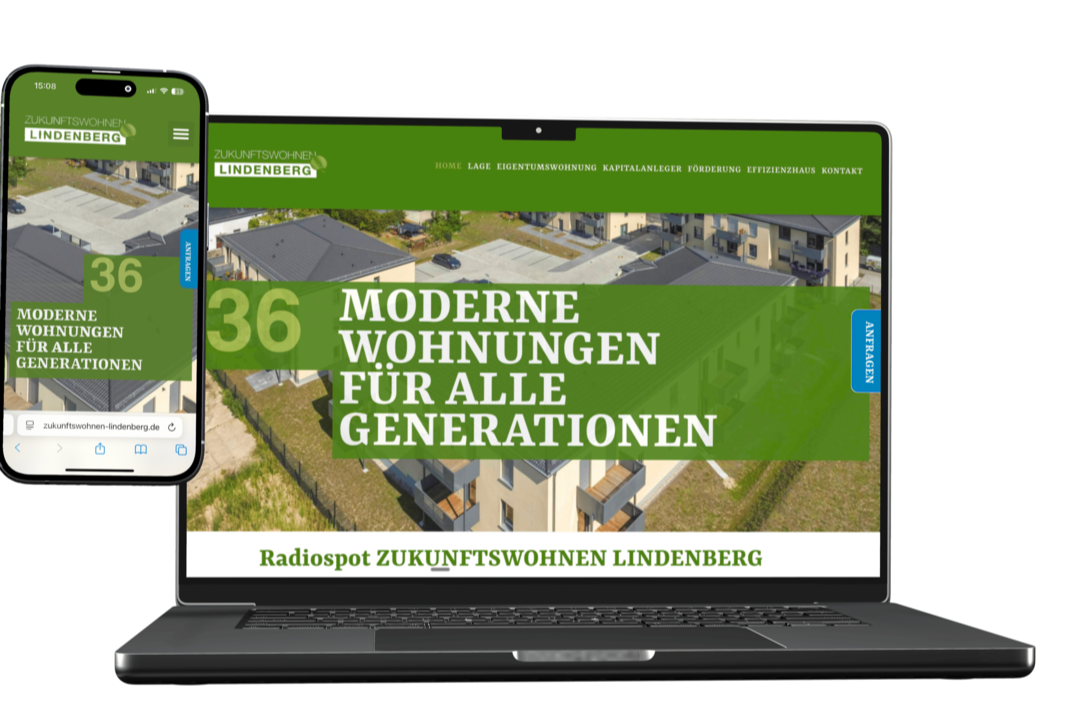 15:08
ZUKUNFTSWOHNEN
LINDENBERG
36
MODERNE
WOHNUNGEN
FÜR ALLE
GENERATIONEN
ANFRAGEN
zukunftswohnen-lindenberg.de
ZUKUNFTSWOHNEN
LINDENBERG
HOME LAGE EIGENTUMSWOHNUNG KAPITALANLEGER FÖRDERUNG EFFIZIENZHAUS KONTAKT
36
MODERNE
WOHNUNGEN
FÜR ALLE
GENERATIONEN
ANFRAGEN
Radiospot ZUKUNFTSWOHNEN LINDENBERG